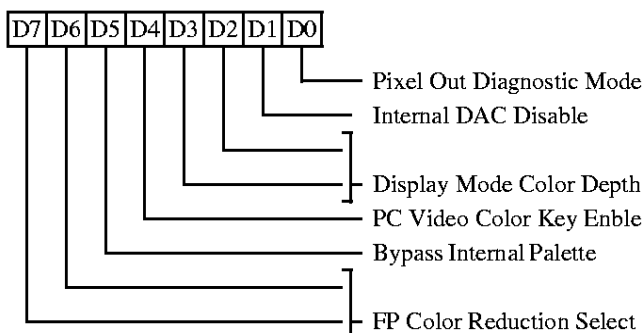 D7 D6 D5 D4 D3 D2 D1 D0
Pixel Out Diagnostic Mode
Internal DAC Disable
Display Mode Color Depth
PC Video Color Key Enble
Bypass Internal Palette
FP Color Reduction Select